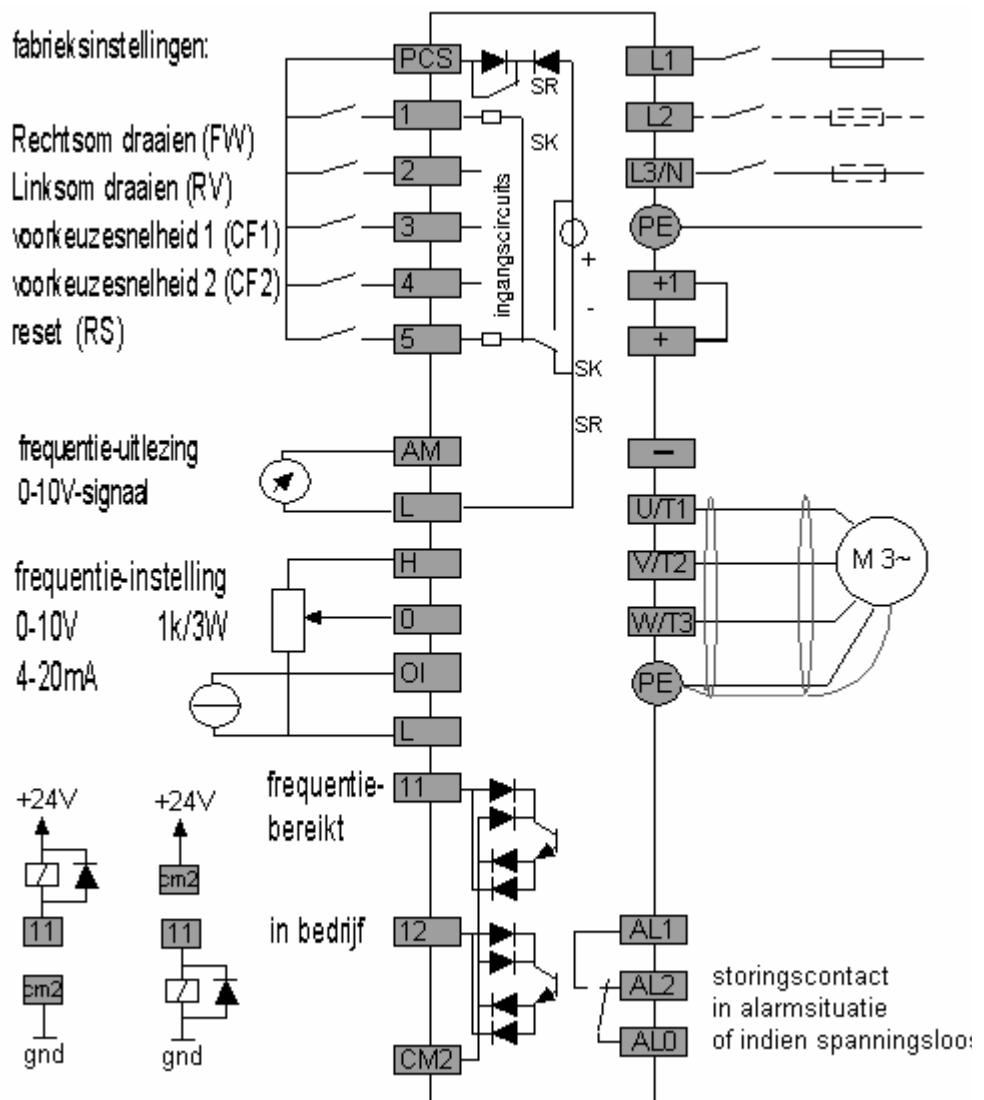 fabrieksinstellingen:
Rechtsom draaien (FW)
Linksom draaien (RV)
voorkeuzesnelheid 1 (CF1)
voorkeuzesnelheid 2 (CF2)
reset (RS)
PCS
1
2
3
4
5
SR
SK
ingangscircuits
+
-
SK
SR
L1
L2
L3/N
PE
+1
+
−
frequentie-uitlezing
0-10V-signaal
AM
L
U/T1
V/T2
W/T3
PE
M 3~
frequentie-instelling
0-10V 1k/3W
4-20mA
H
0
OI
L
frequentie-
bereikt
11
in bedrijf
12
CM2
+24V
11
cm2
gnd
+24V
cm2
11
gnd
AL1
AL2
AL0
storingscontact
in alarmsituatie
of indien spanningsloos